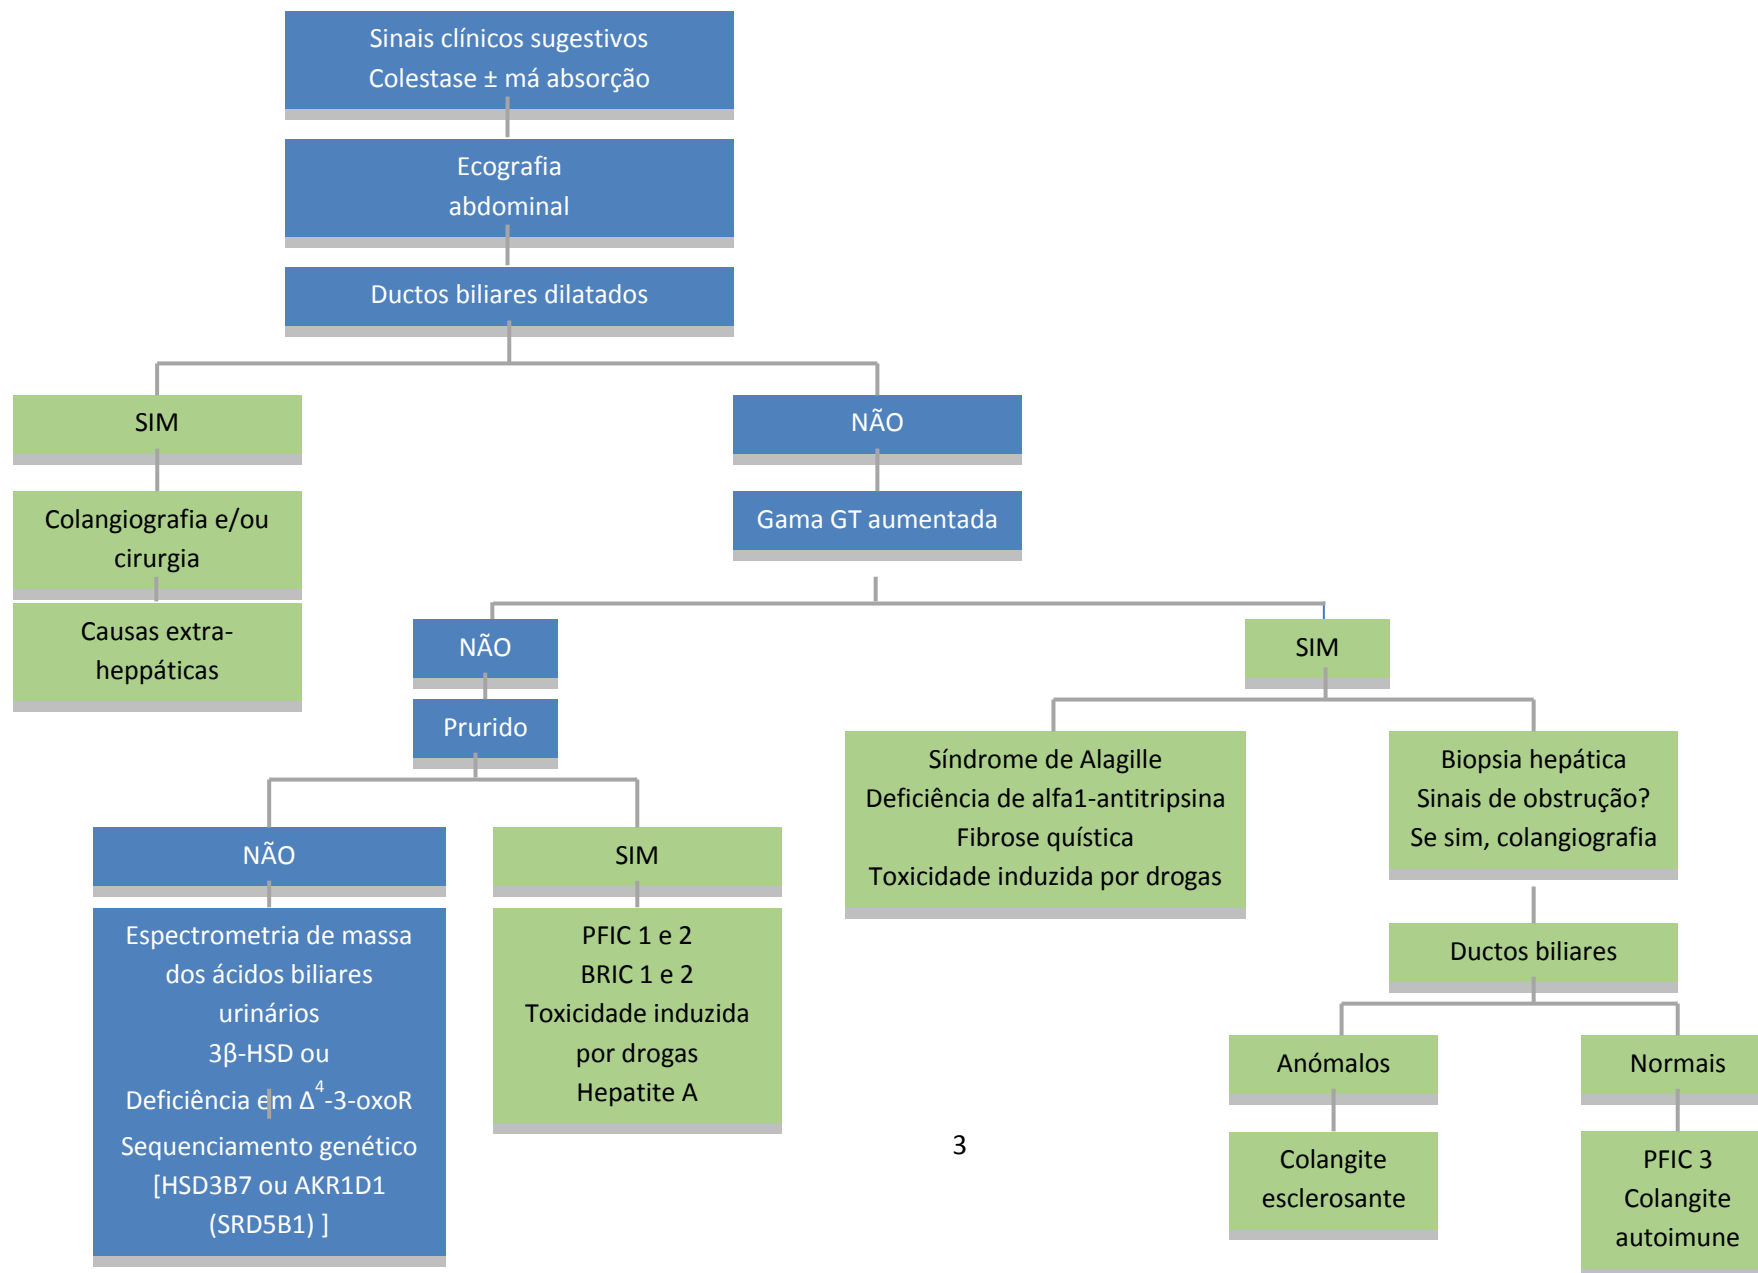 Sinais clínicos sugestivos
Colestase ± má absorção
Ecografia
abdominal
Ductos biliares dilatados
SIM
NÃO
Colangiografia e/ou
cirurgia
Gama GT aumentada
Causas extra-
heppáticas
NÃO
SIM
Prurido
Síndrome de Alagille
Deficiência de alfa1-antitripsina
Fibrose quística
Toxicidade induzida por drogas
Biopsia hepática
Sinais de obstrução?
Se sim, colangiografia
NÃO
SIM
Espectrometria de massa
dos ácidos biliares
urinários
3β-HSD ou
Deficiência em Δ⁴-3-oxoR
Sequenciamento genético
[HSD3B7 ou AKR1D1
(SRD5B1) ]
PFIC 1 e 2
BRIC 1 e 2
Toxicidade induzida
por drogas
Hepatite A
Ductos biliares
Anómalos
Normais
Colangite
esclerosante
PFIC 3
Colangite
autoimune
3